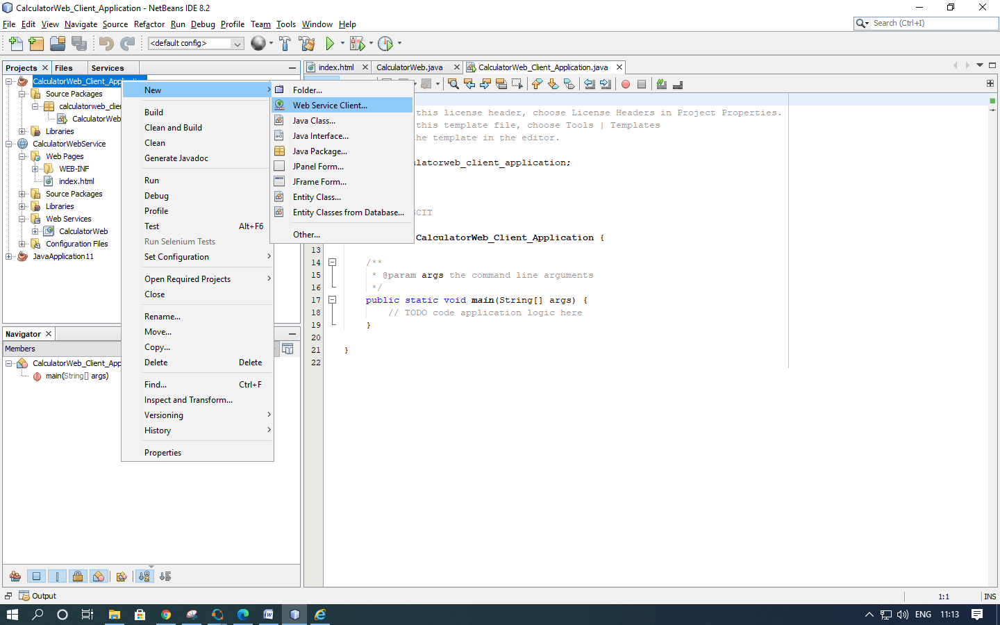 CalculatorWeb_Client_Application - NetBeans IDE 8.2
File Edit View Navigate Source Refactor Run Debug Profile Team Tools Window Help
Search (Ctrl+I)
<default config>
Projects Files Services
index.html CalculatorWeb.java CalculatorWeb_Client_Application.java
CalculatorWeb_Client_App
Source Packages
calculatorweb_clie
CalculatorWeb
Libraries
CalculatorWebService
Web Pages
WEB-INF
index.html
Source Packages
Libraries
Web Services
CalculatorWeb
Configuration Files
JavaApplication11
New
Build
Clean and Build
Clean
Generate Javadoc
Run
Debug
Profile
Test Alt+F6
Run Selenium Tests
Set Configuration
Open Required Projects
Close
Rename...
Move...
Copy...
Delete Delete
Find... Ctrl+F
Inspect and Transform...
Versioning
History
Properties
Folder...
Web Service Client...
Java Class...
Java Interface...
Java Package...
JPanel Form...
JFrame Form...
Entity Class...
Entity Classes from Database...
Other...
this license header, choose License Headers in Project Properties.
this template file, choose Tools | Templates
the template in the editor.
ulatorweb_client_application;
SCIT
CalculatorWeb_Client_Application {
13
14 /**
15 * @param args the command line arguments
16 */
17 public static void main(String[] args) {
18 // TODO code application logic here
19 }
20
21 }
22
Navigator
Members
CalculatorWeb_Client_App
main(String[] args)
Output
1:1 INS
ENG 11:13